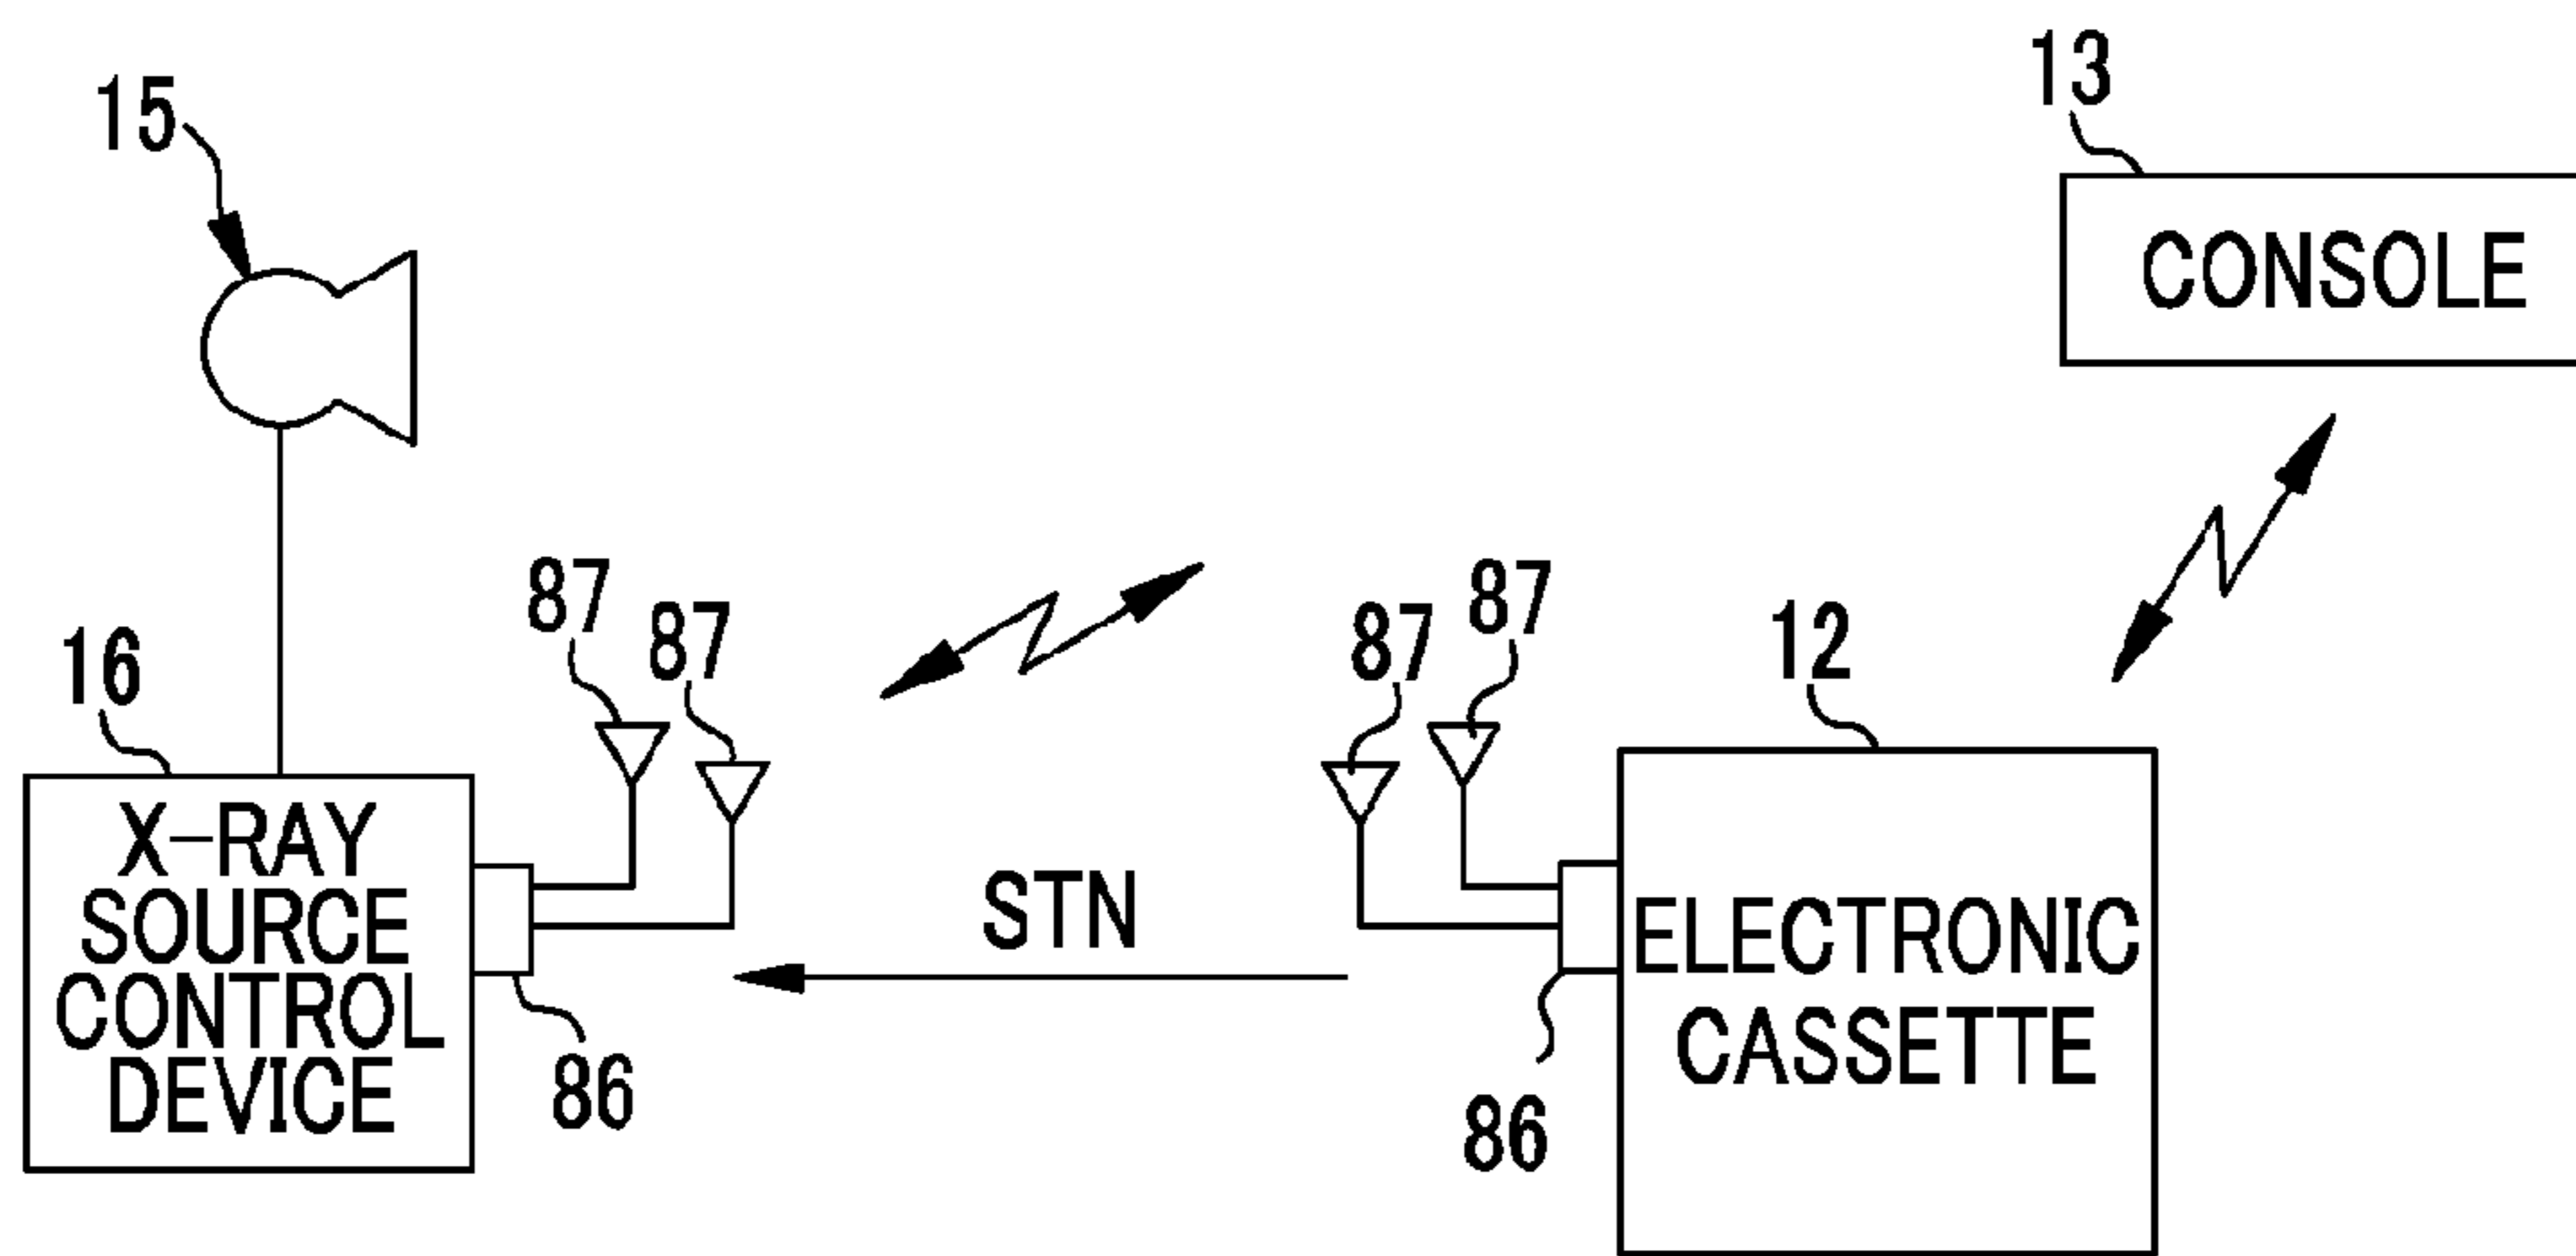 13
15
CONSOLE
87
87
87
87
12
16
X-RAY
SOURCE
CONTROL
DEVICE
STN
ELECTRONIC
CASSETTE
86
86